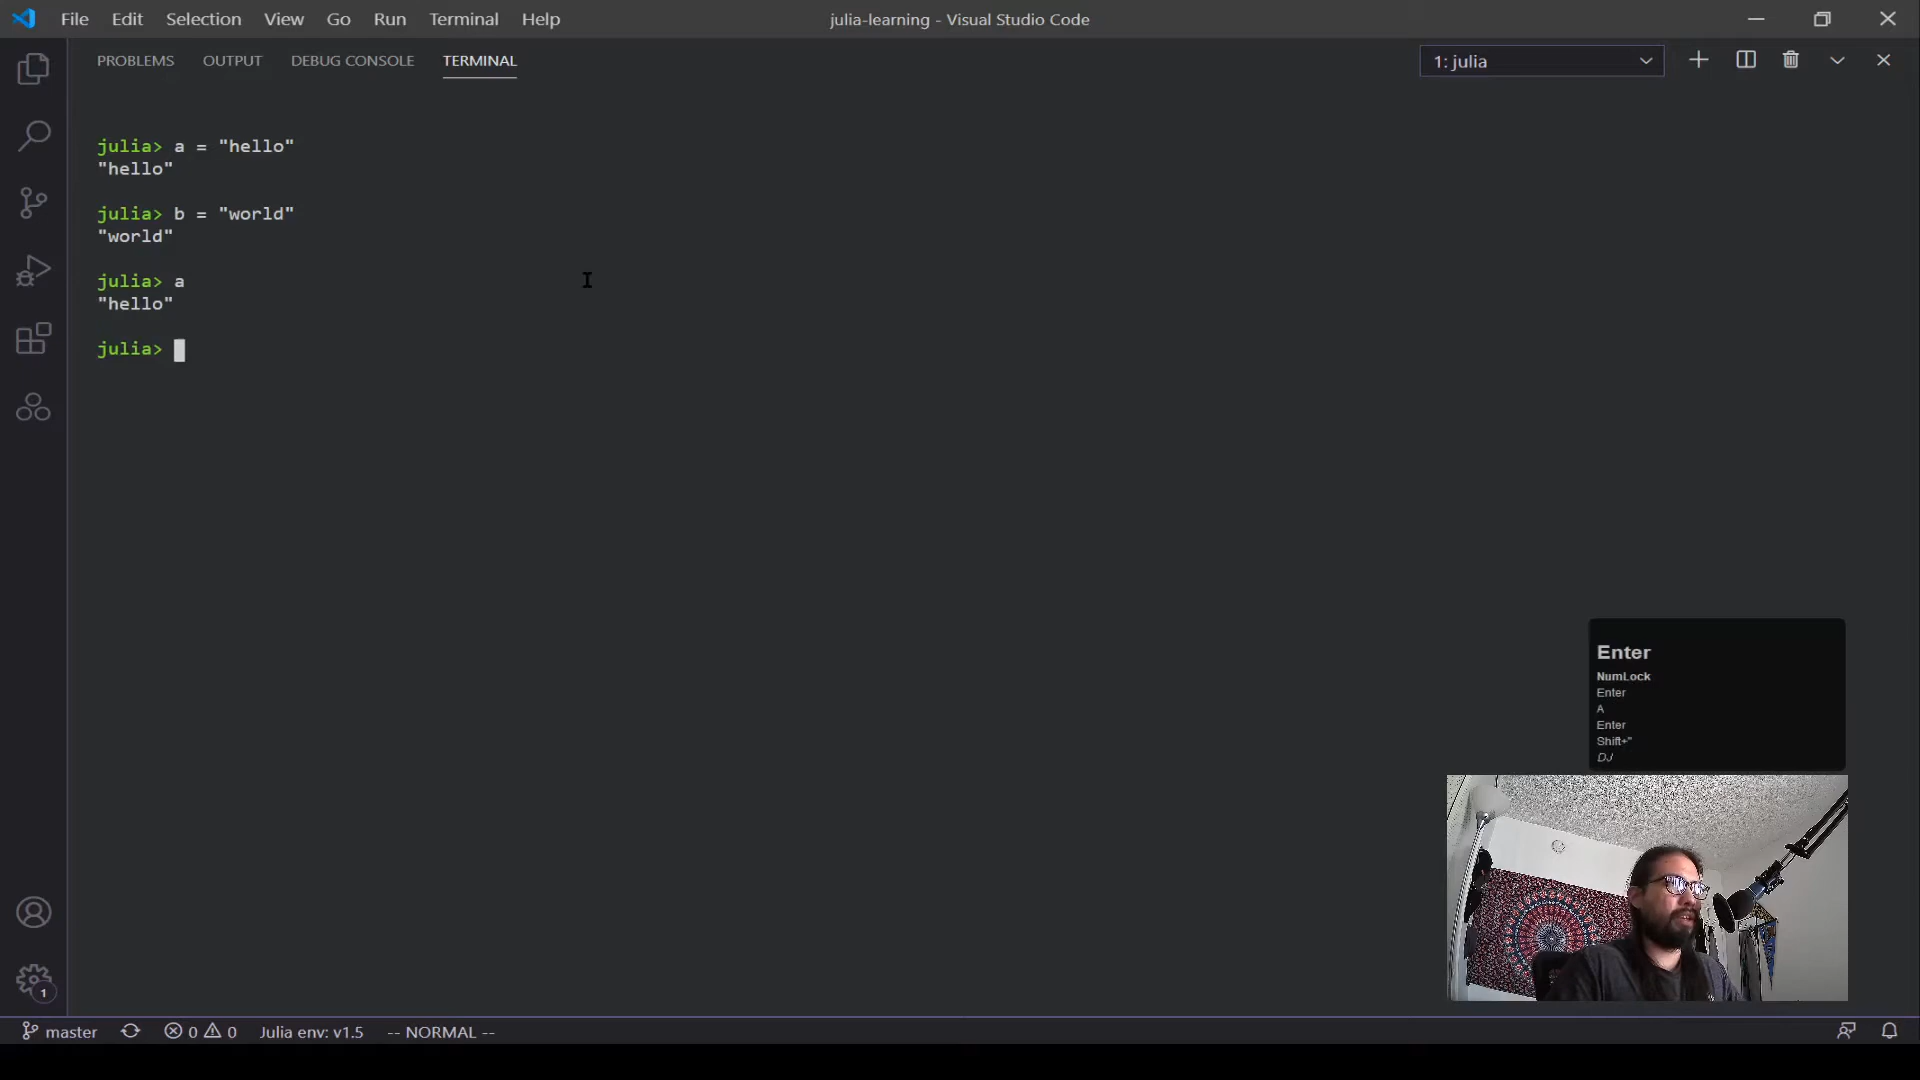 File Edit Selection View Go Run Terminal Help
julia-learning - Visual Studio Code
PROBLEMS OUTPUT DEBUG CONSOLE TERMINAL
1: julia
julia> a = "hello"
"hello"
julia> b = "world"
"world"
julia> a
"hello"
julia>
Enter
NumLock
Enter
A
Enter
Shift+"
DJ
1
master 0 0 Julia env: v1.5 -- NORMAL --